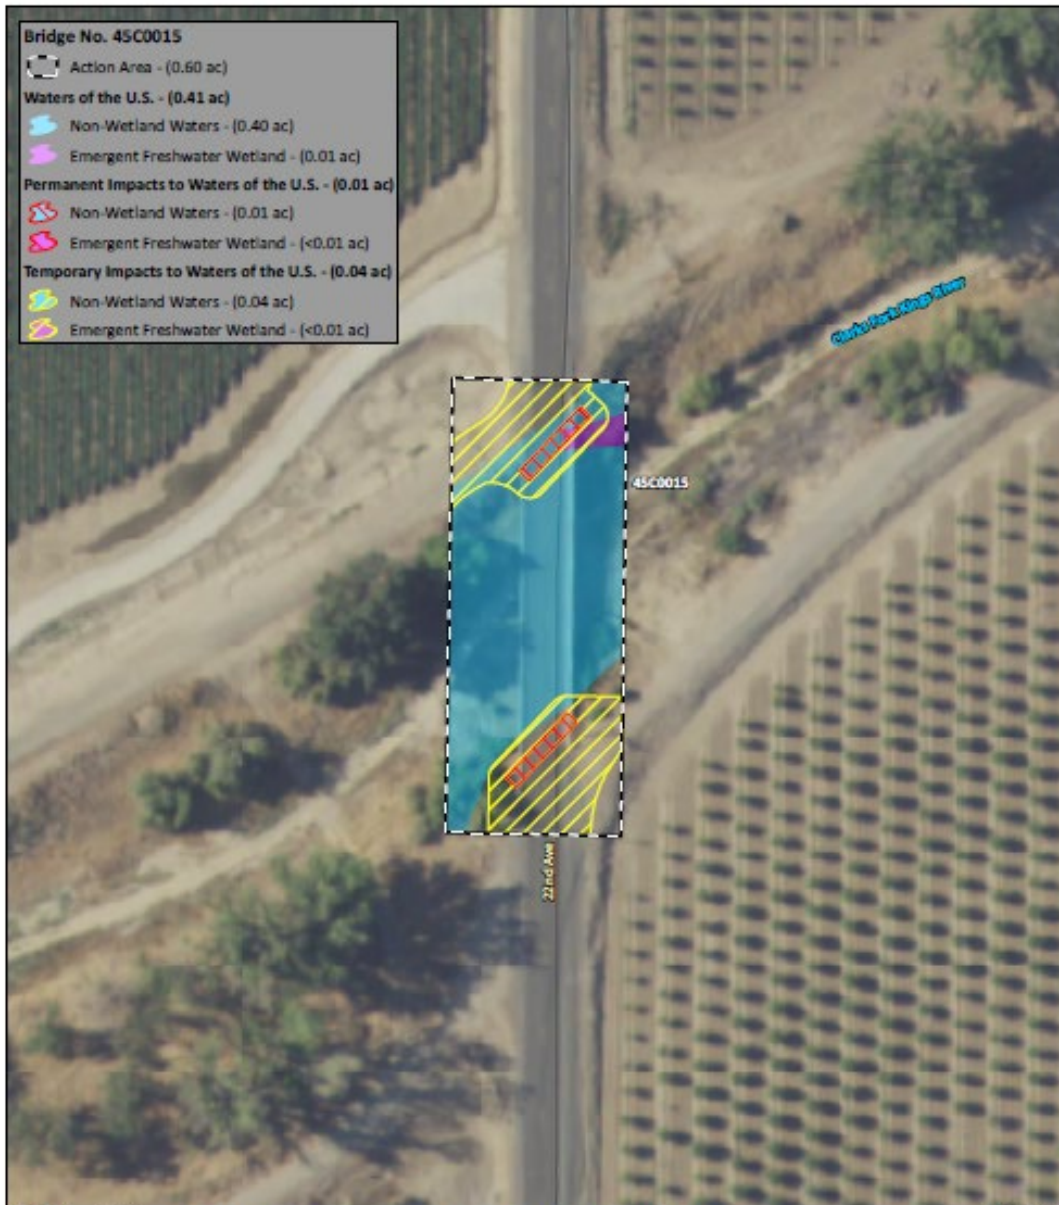 Bridge No. 45C0015
Action Area - (0.60 ac)
Waters of the U.S. - (0.41 ac)
Non-Wetland Waters - (0.40 ac)
Emergent Freshwater Wetland - (0.01 ac)
Permanent Impacts to Waters of the U.S. - (0.01 ac)
Non-Wetland Waters - (0.01 ac)
Emergent Freshwater Wetland - (<0.01 ac)
Temporary Impacts to Waters of the U.S. - (0.04 ac)
Non-Wetland Waters - (0.04 ac)
Emergent Freshwater Wetland - (<0.01 ac)
Clarks Fork Kings River
45C0015
22nd Ave